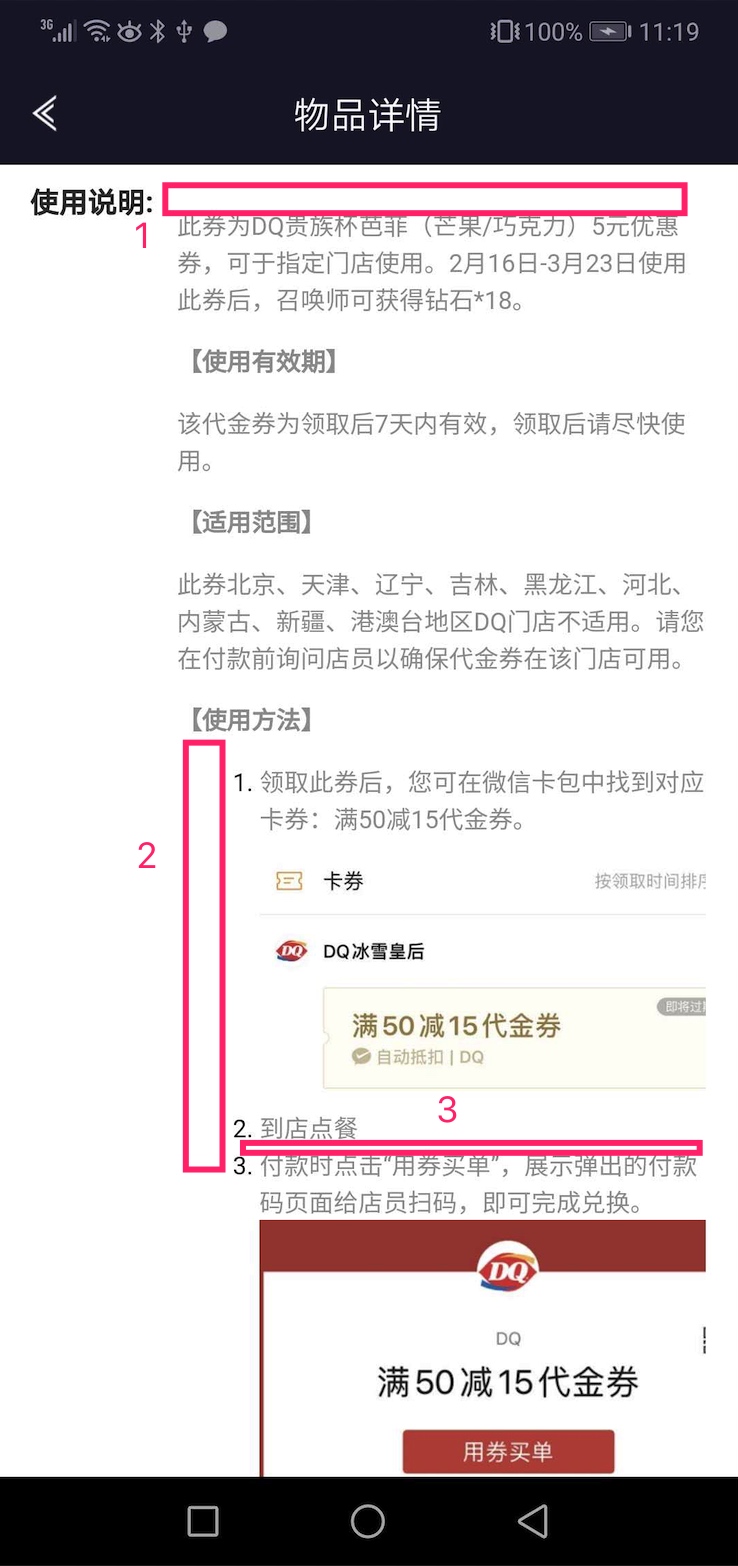 3G 100% 11:19
物品详情
使用说明:
1
此券为DQ贵族杯芭菲（芒果/巧克力）5元优惠
券，可于指定门店使用。2月16日-3月23日使用
此券后，召唤师可获得钻石*18。
【使用有效期】
该代金券为领取后7天内有效，领取后请尽快使
用。
【适用范围】
此券北京、天津、辽宁、吉林、黑龙江、河北、
内蒙古、新疆、港澳台地区DQ门店不适用。请您
在付款前询问店员以确保代金券在该门店可用。
【使用方法】
1. 领取此券后，您可在微信卡包中找到对应
卡券：满50减15代金券。
2
卡券 按领取时间排序
DQ DQ冰雪皇后
即将过期
满50减15代金券
自动抵扣 | DQ
3
2. 到店点餐
3. 付款时点击“用券买单”，展示弹出的付款
码页面给店员扫码，即可完成兑换。
DQ
DQ
满50减15代金券
用券买单